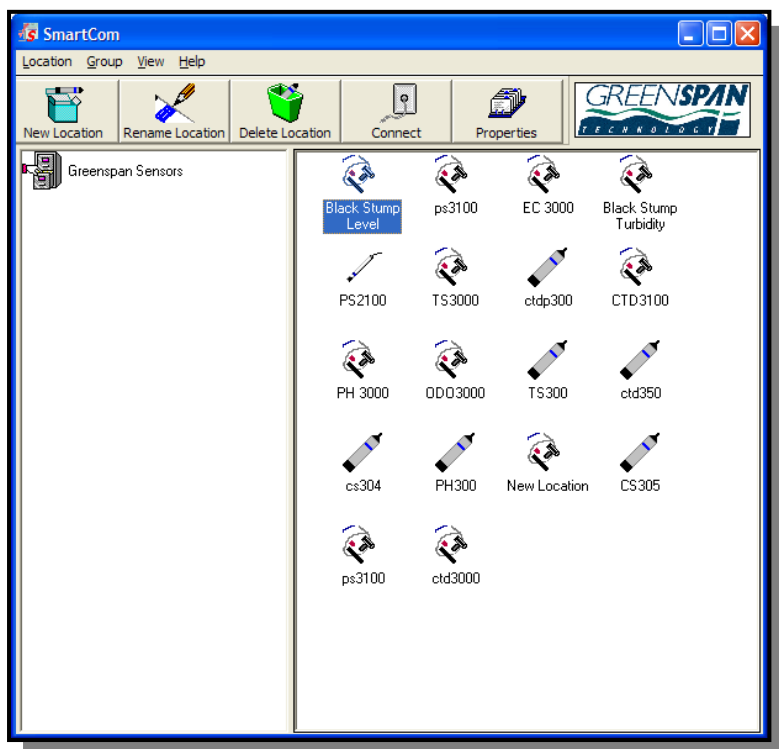 SmartCom
Location Group View Help
New Location Rename Location Delete Location Connect Properties
GREENSPAN
TECHNOLOGY
Greenspan Sensors
Black Stump
Level
ps3100
EC 3000
Black Stump
Turbidity
PS2100
TS3000
ctdp300
CTD3100
PH 3000
ODO3000
TS300
ctd350
cs304
PH300
New Location
CS305
ps3100
ctd3000